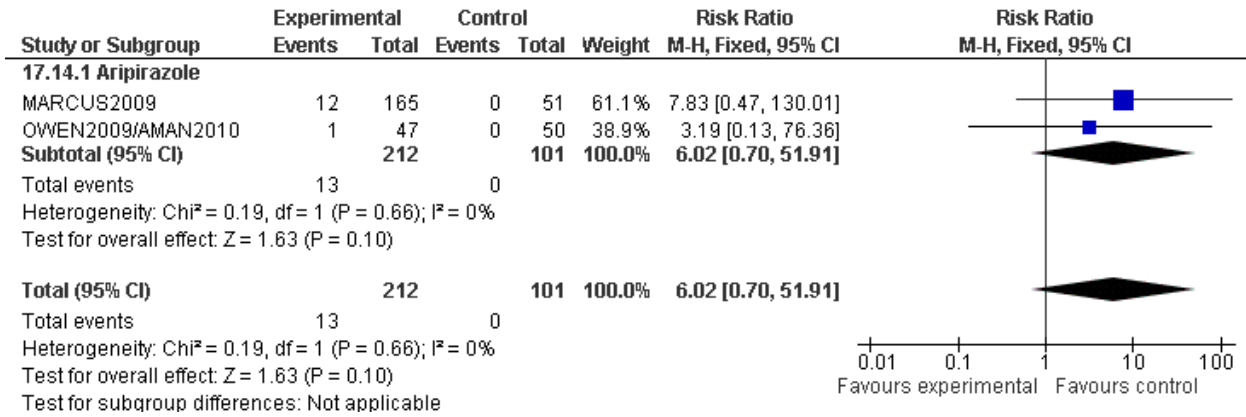 Experimental Control Risk Ratio Risk Ratio
Study or Subgroup Events Total Events Total Weight M-H, Fixed, 95% CI M-H, Fixed, 95% CI
17.14.1 Aripirazole
MARCUS2009 12 165 0 51 61.1% 7.83 [0.47, 130.01]
OWEN2009/AMAN2010 1 47 0 50 38.9% 3.19 [0.13, 76.36]
Subtotal (95% CI) 212 101 100.0% 6.02 [0.70, 51.91]
Total events 13 0
Heterogeneity: Chi² = 0.19, df = 1 (P = 0.66); I² = 0%
Test for overall effect: Z = 1.63 (P = 0.10)
Total (95% CI) 212 101 100.0% 6.02 [0.70, 51.91]
Total events 13 0
Heterogeneity: Chi² = 0.19, df = 1 (P = 0.66); I² = 0%
Test for overall effect: Z = 1.63 (P = 0.10)
Test for subgroup differences: Not applicable
0.01 0.1 1 10 100
Favours experimental Favours control